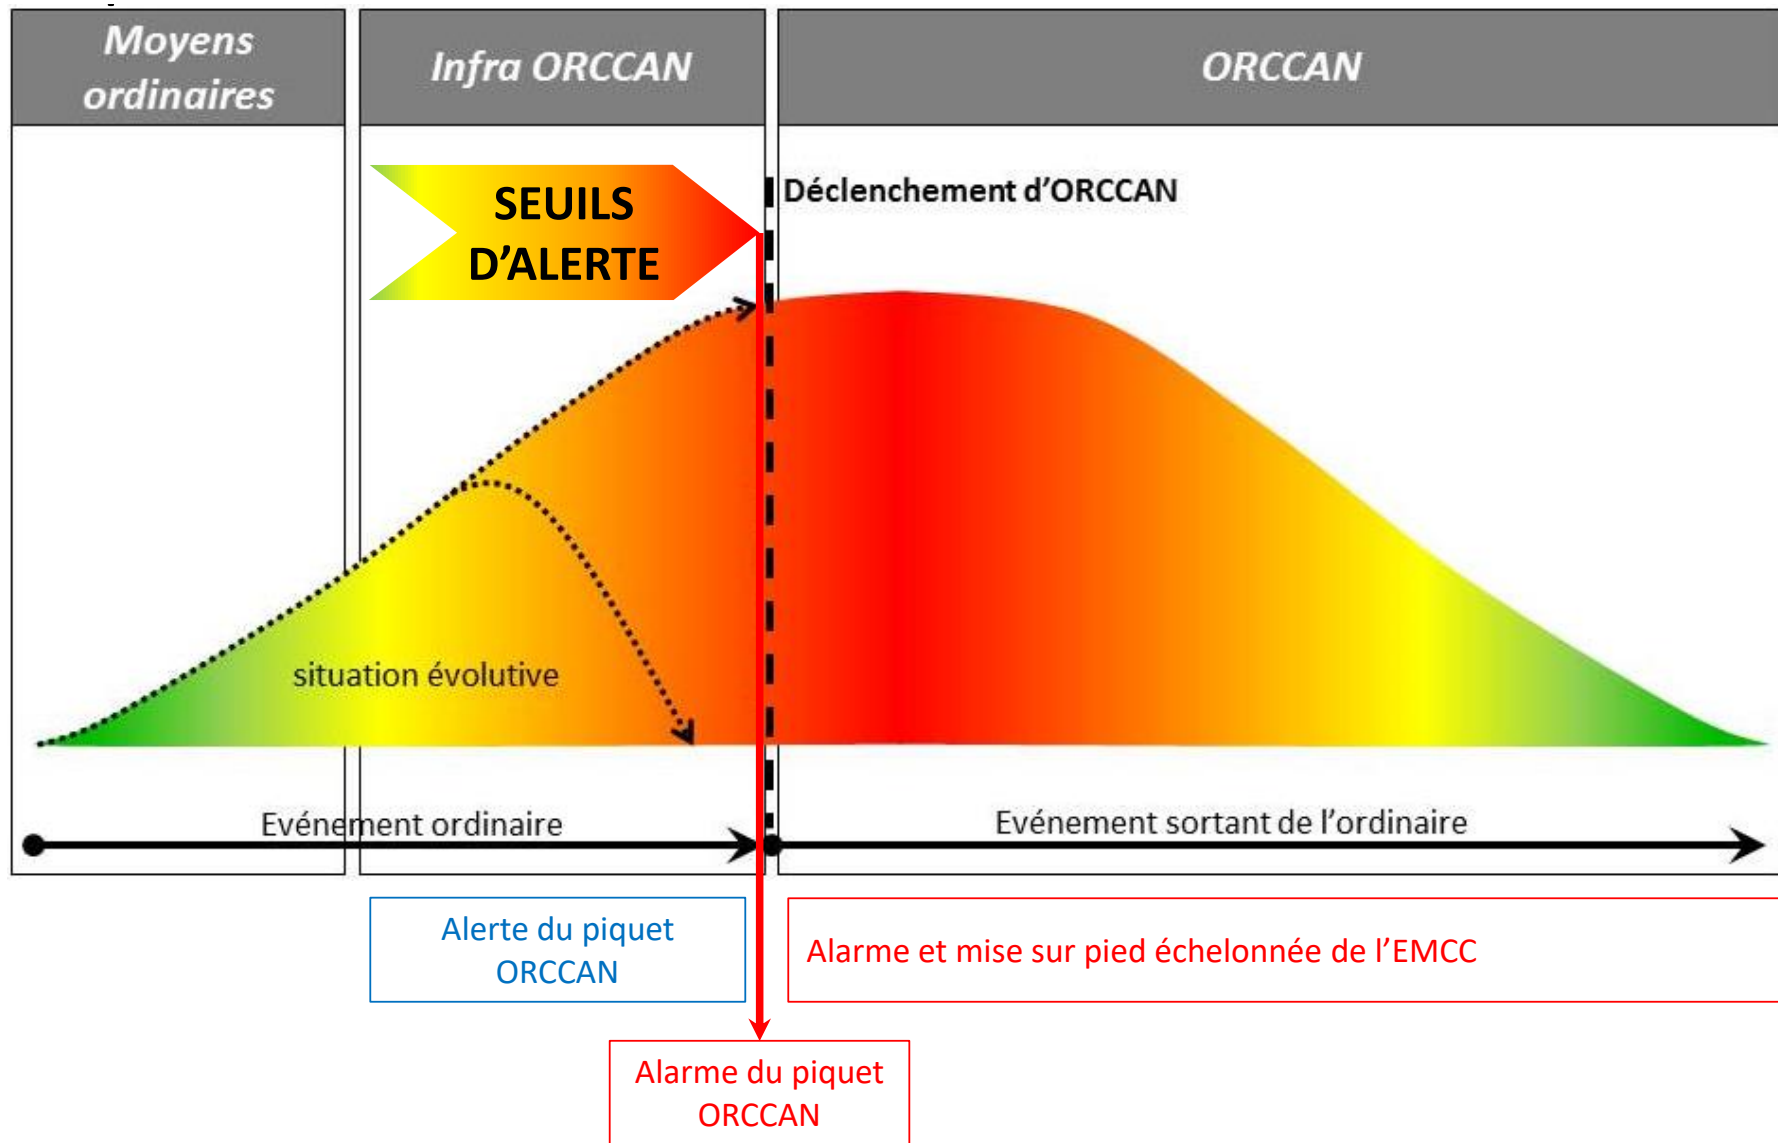 Moyens
ordinaires
Infra ORCCAN
ORCCAN
SEUILS
D’ALERTE
Déclenchement d’ORCCAN
situation évolutive
Evénement ordinaire
Evénement sortant de l’ordinaire
Alerte du piquet
ORCCAN
Alarme et mise sur pied échelonnée de l’EMCC
Alarme du piquet
ORCCAN